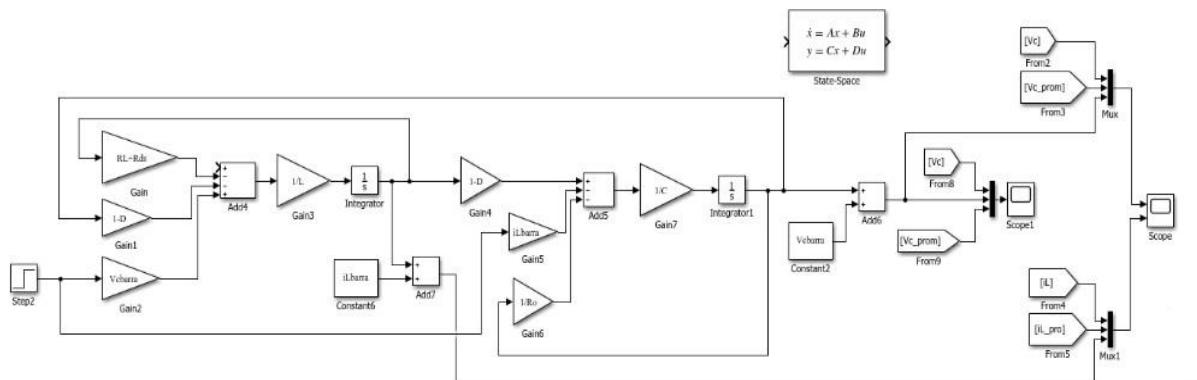 ẋ = Ax + Bu
y = Cx + Du
State-Space
[Vc]
From2
[Vc_prom]
From3
Mux
RL-Rds
Gain
Add4
1/L
Gain3
1
s
Integrator
1-D
Gain4
Add5
1/C
Gain7
1
s
Integrator1
Add6
[Vc]
From8
Scope1
Scope
1-D
Gain1
iLbarra
Gain5
Vcbarra
Constant2
[Vc_prom]
From9
Step2
Vcbarra
Gain2
iLbarra
Constant6
Add7
1/Ro
Gain6
[iL]
From4
[iL_pro]
From5
Mux1